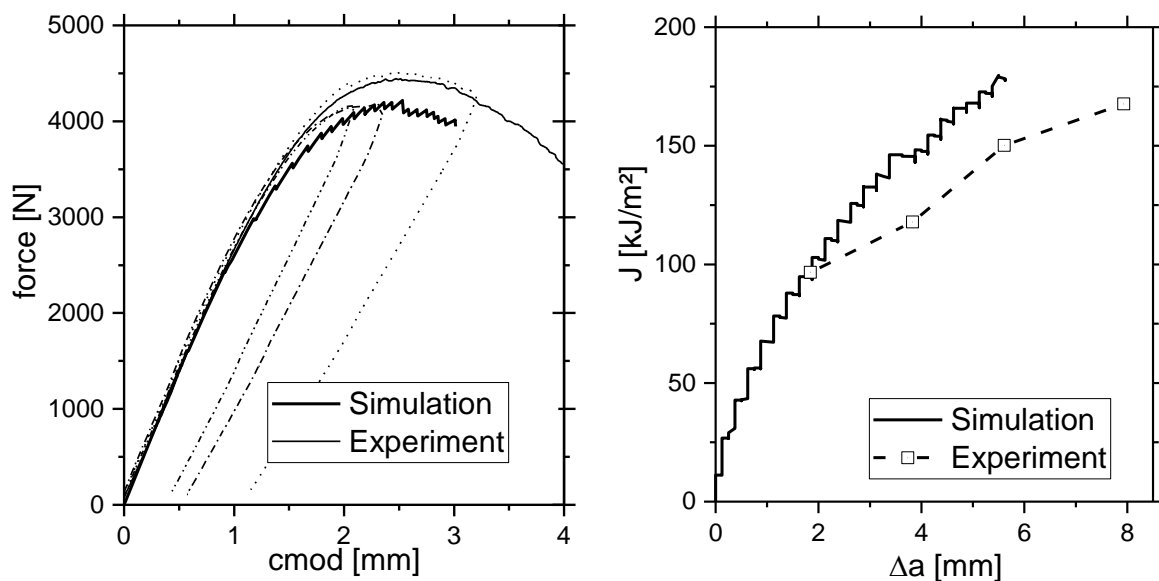 5000
4000
3000
2000
1000
0
0
1
2
3
4
force [N]
cmod [mm]
Simulation
Experiment
200
150
100
50
0
0
2
4
6
8
J [kJ/m²]
Δa [mm]
Simulation
Experiment